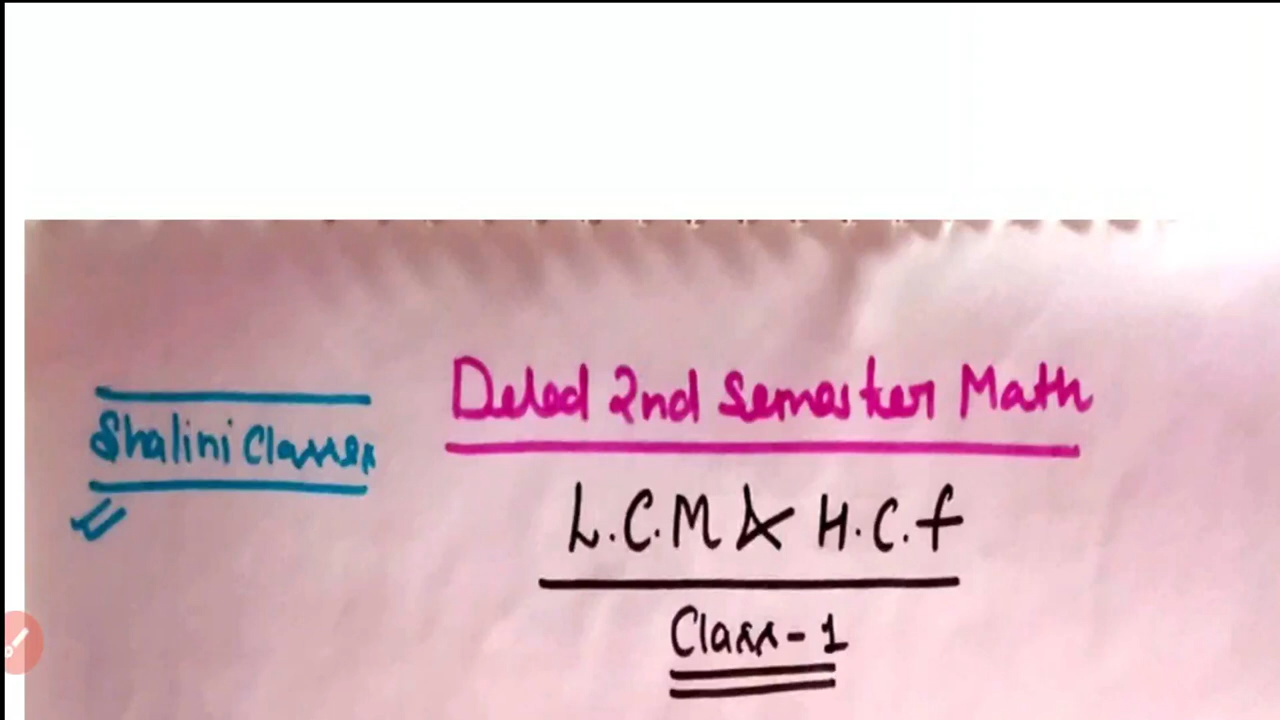 Deled 2nd Semester Math
Shalini Classes
L.C.M & H.C.f
Class-1